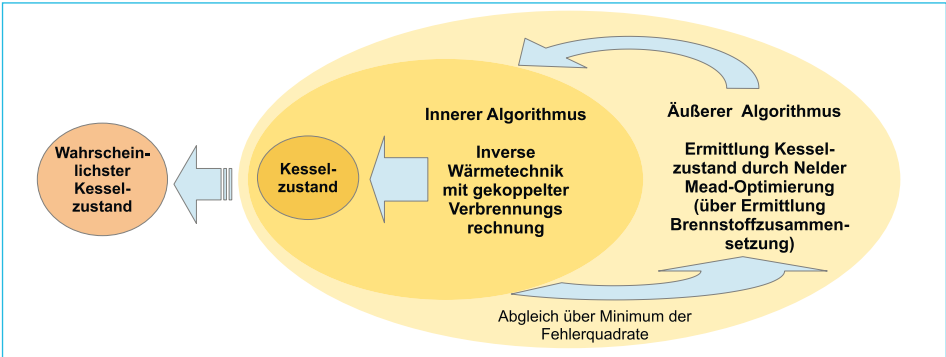 Wahrschein-
lichster
Kessel-
zustand
Kessel-
zustand
Innerer Algorithmus
Inverse
Wärmetechnik
mit gekoppelter
Verbrennungs
rechnung
Äußerer Algorithmus
Ermittlung Kessel-
zustand durch Nelder
Mead-Optimierung
(über Ermittlung
Brennstoffzusammen-
setzung)
Abgleich über Minimum der
Fehlerquadrate